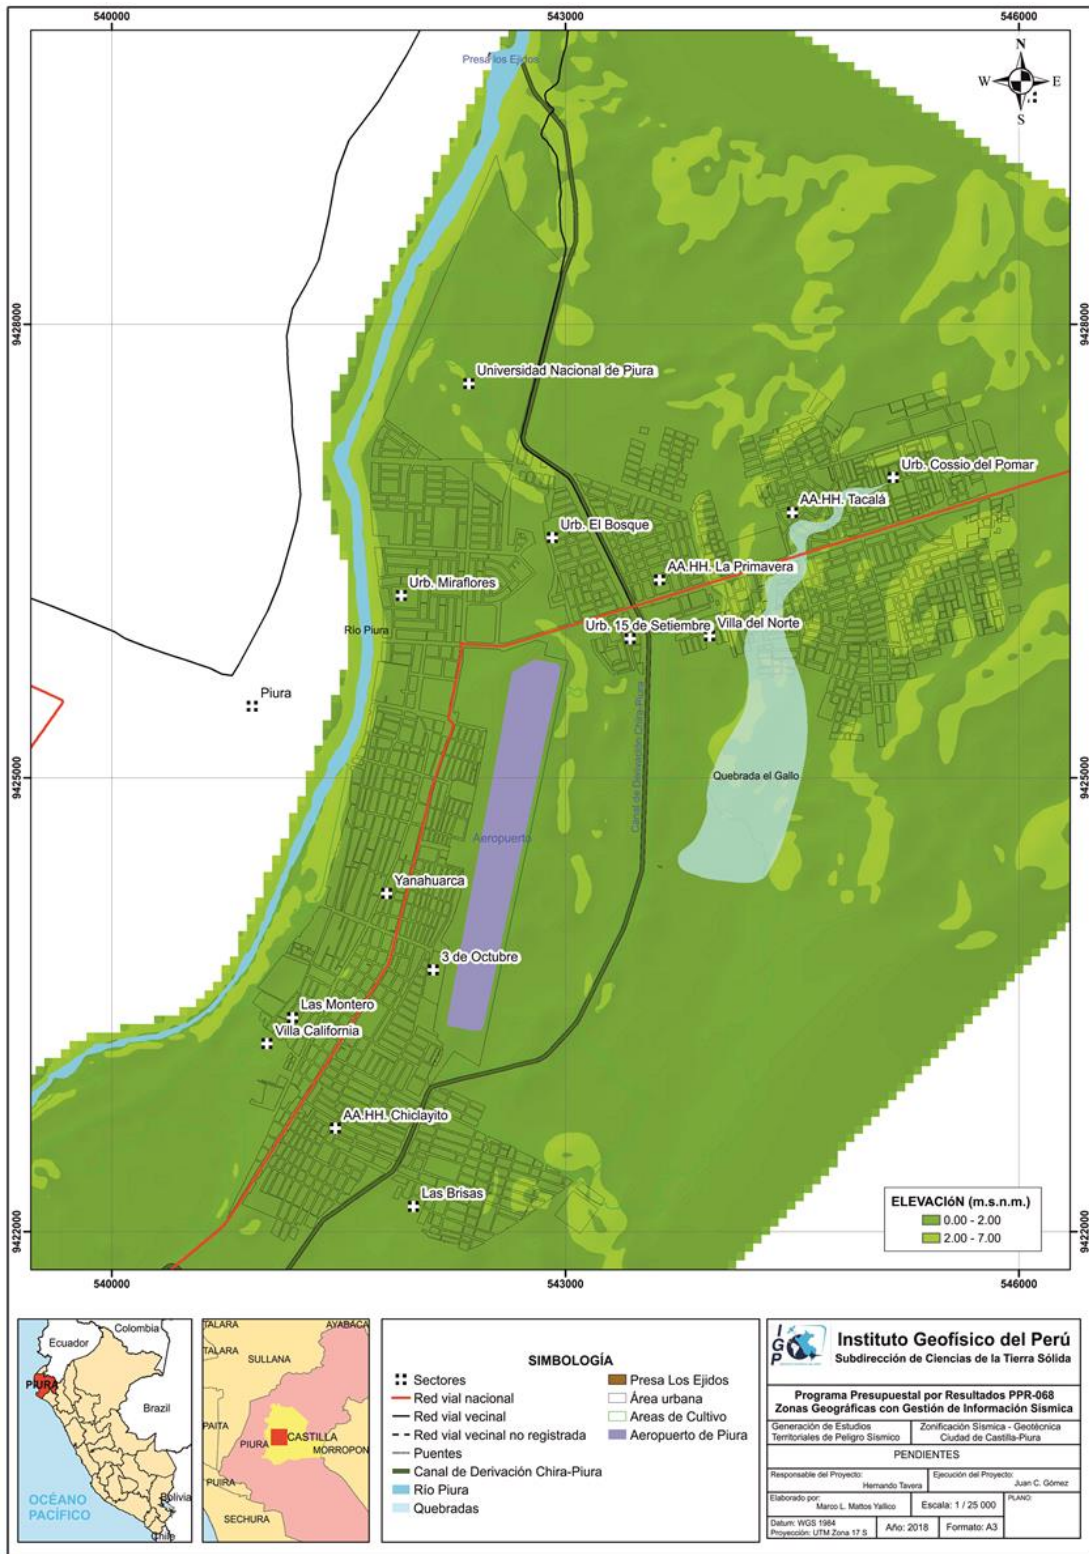 540000
543000
546000
Presa los Ejidos
N
W
E
S
9428000
9428000
Universidad Nacional de Piura
Urb. Cossio del Pomar
AA.HH. Tacalá
Urb. El Bosque
AA.HH. La Primavera
Urb. Miraflores
Río Piura
Urb. 15 de Setiembre
Villa del Norte
Piura
Canal de Derivación Chira-Piura
Quebrada el Gallo
9425000
9425000
Aeropuerto
Yanahuarca
3 de Octubre
Las Montero
Villa California
AA.HH. Chiclayito
Las Brisas
ELEVACIóN (m.s.n.m.)
0.00 - 2.00
2.00 - 7.00
9422000
9422000
540000
543000
546000
Colombia
Ecuador
PIURA
Brazil
OCÉANO
PACÍFICO
Bolivia
Chile
TALARA
AYABACA
TALARA
SULLANA
PAITA
CASTILLA
PIURA
MORROPON
PUIRA
SECHURA
SIMBOLOGÍA
Sectores
Red vial nacional
Red vial vecinal
Red vial vecinal no registrada
Puentes
Canal de Derivación Chira-Piura
Río Piura
Quebradas
Presa Los Ejidos
Área urbana
Areas de Cultivo
Aeropuerto de Piura
IGP
Instituto Geofísico del Perú
Subdirección de Ciencias de la Tierra Sólida
Programa Presupuestal por Resultados PPR-068
Zonas Geográficas con Gestión de Información Sísmica
Generación de Estudios
Territoriales de Peligro Sísmico
Zonificación Sísmica - Geotécnica
Ciudad de Castilla-Piura
PENDIENTES
Responsable del Proyecto:
Hernando Tavera
Ejecución del Proyecto:
Juan C. Gómez
Elaborado por:
Marco L. Mattos Yallico
Escala: 1 / 25 000
PLANO:
Datum: WGS 1984
Proyección: UTM Zona 17 S
Año: 2018
Formato: A3